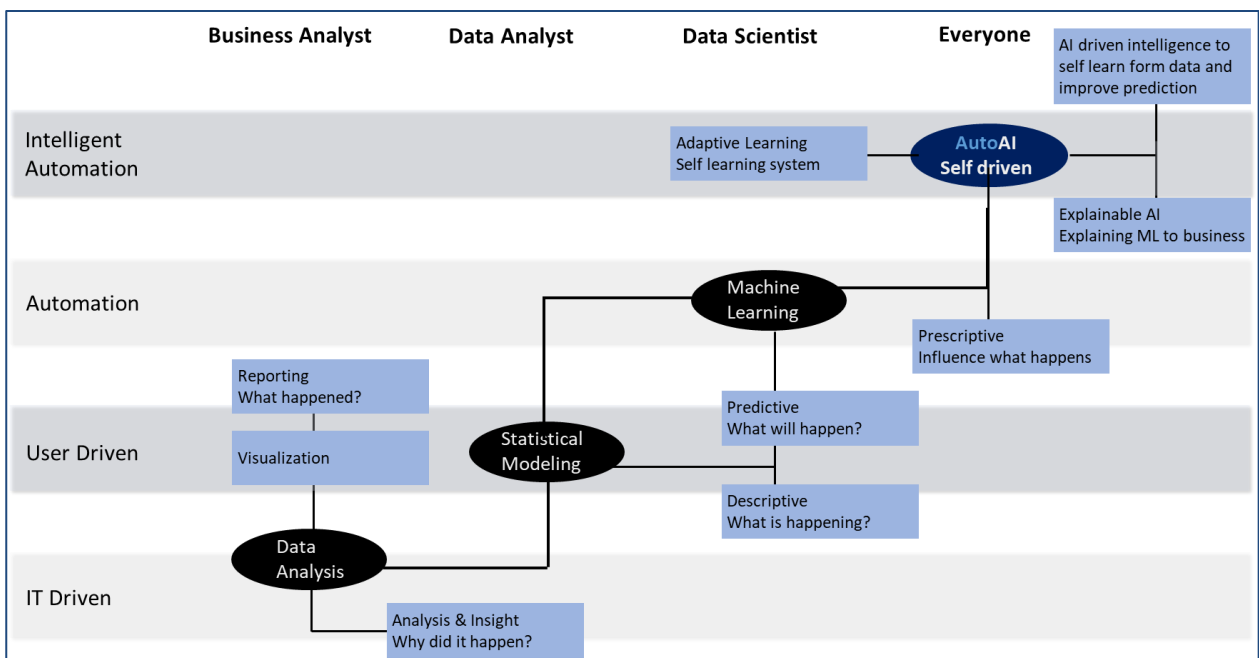 Business Analyst
Data Analyst
Data Scientist
Everyone
AI driven intelligence to
self learn form data and
improve prediction
Intelligent
Automation
Adaptive Learning
Self learning system
AutoAI
Self driven
Explainable AI
Explaining ML to business
Automation
Machine
Learning
Prescriptive
Influence what happens
Reporting
What happened?
Predictive
What will happen?
User Driven
Visualization
Statistical
Modeling
Descriptive
What is happening?
Data
Analysis
IT Driven
Analysis & Insight
Why did it happen?